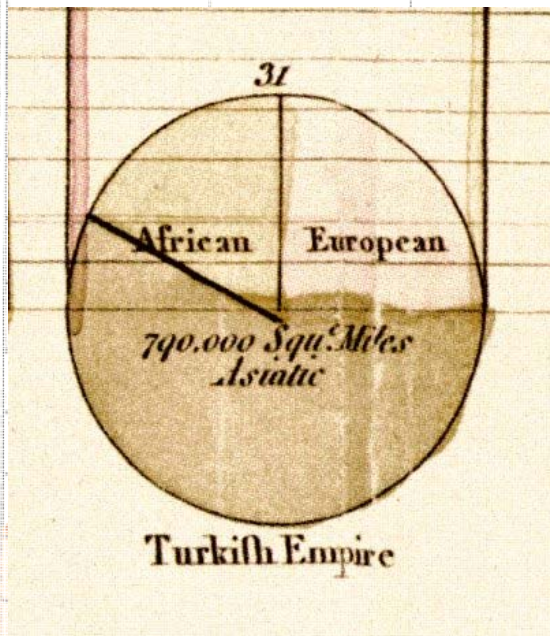 31
African European
790.000 Squ.ᵉ Miles
Asiatic
Turkiſh Empire